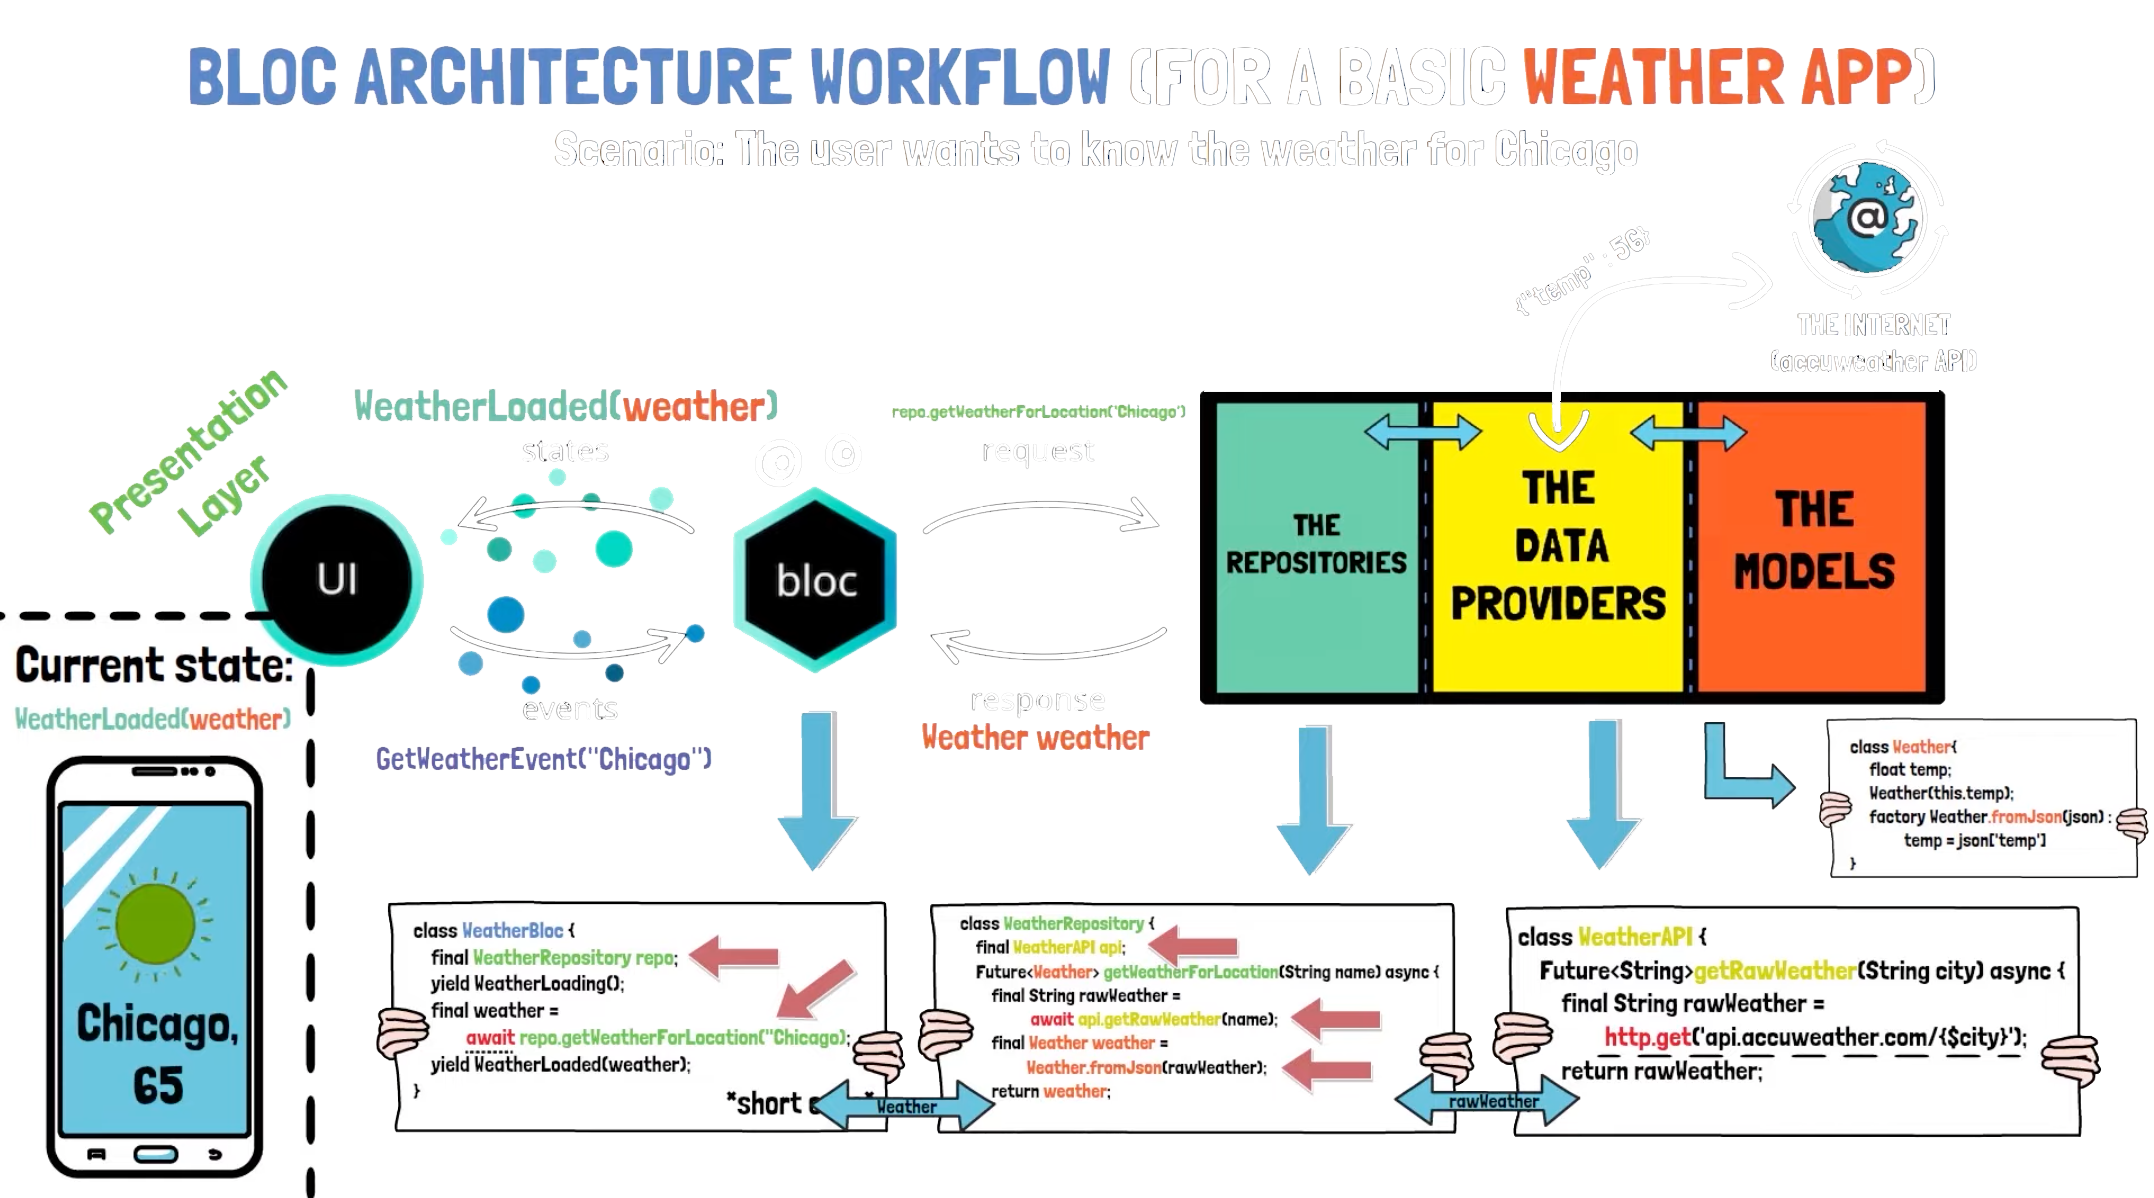 BLOC ARCHITECTURE WORKFLOW (FOR A BASIC WEATHER APP)
Scenario: The user wants to know the weather for Chicago
@
{"temp" : 56}
THE INTERNET
(accuweather API)
Presentation
Layer
WeatherLoaded(weather)
states
repo.getWeatherForLocation('Chicago')
request
UI
bloc
THE
REPOSITORIES
THE
DATA
PROVIDERS
THE
MODELS
events
GetWeatherEvent("Chicago")
response
Weather weather
Current state:
WeatherLoaded(weather)
Chicago,
65
class Weather{
float temp;
Weather(this.temp);
factory Weather.fromJson(json) :
temp = json['temp']
}
class WeatherBloc {
final WeatherRepository repo;
yield WeatherLoading();
final weather =
await repo.getWeatherForLocation("Chicago);
yield WeatherLoaded(weather);
}
*short
*
Weather
class WeatherRepository {
final WeatherAPI api;
Future<Weather> getWeatherForLocation(String name) async {
final String rawWeather =
await api.getRawWeather(name);
final Weather weather =
Weather.fromJson(rawWeather);
return weather;
rawWeather
class WeatherAPI {
Future<String>getRawWeather(String city) async {
final String rawWeather =
http.get('api.accuweather.com/{$city}');
return rawWeather;